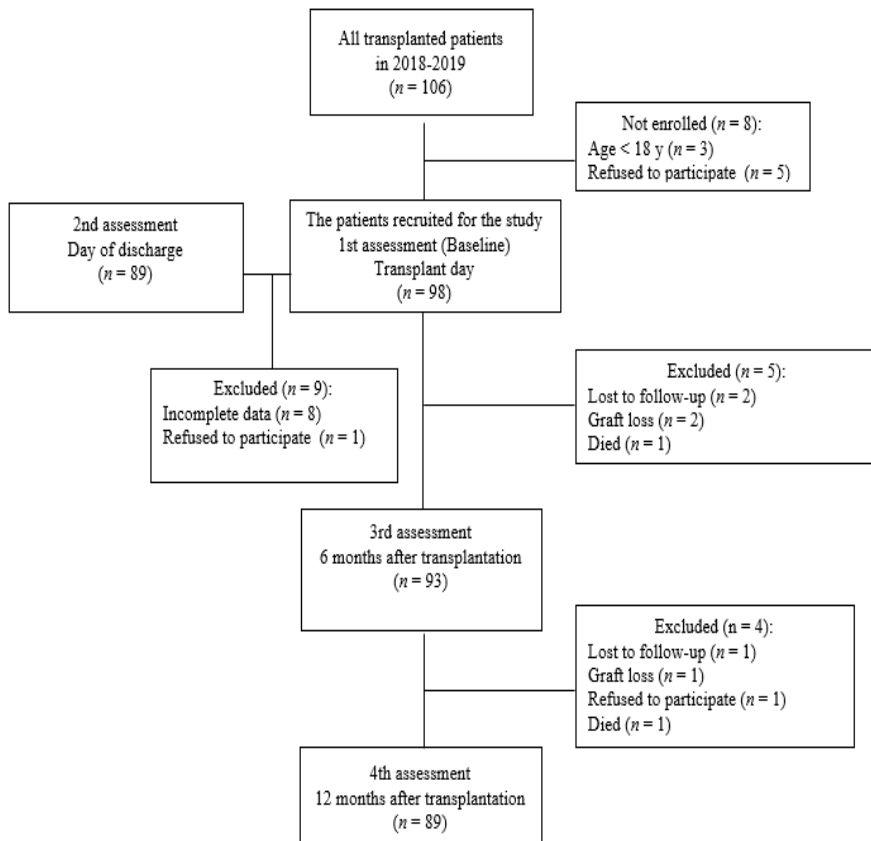 All transplanted patients
in 2018-2019
(n = 106)
Not enrolled (n = 8):
Age < 18 y (n = 3)
Refused to participate (n = 5)
2nd assessment
Day of discharge
(n = 89)
The patients recruited for the study
1st assessment (Baseline)
Transplant day
(n = 98)
Excluded (n = 9):
Incomplete data (n = 8)
Refused to participate (n = 1)
Excluded (n = 5):
Lost to follow-up (n = 2)
Graft loss (n = 2)
Died (n = 1)
3rd assessment
6 months after transplantation
(n = 93)
Excluded (n = 4):
Lost to follow-up (n = 1)
Graft loss (n = 1)
Refused to participate (n = 1)
Died (n = 1)
4th assessment
12 months after transplantation
(n = 89)